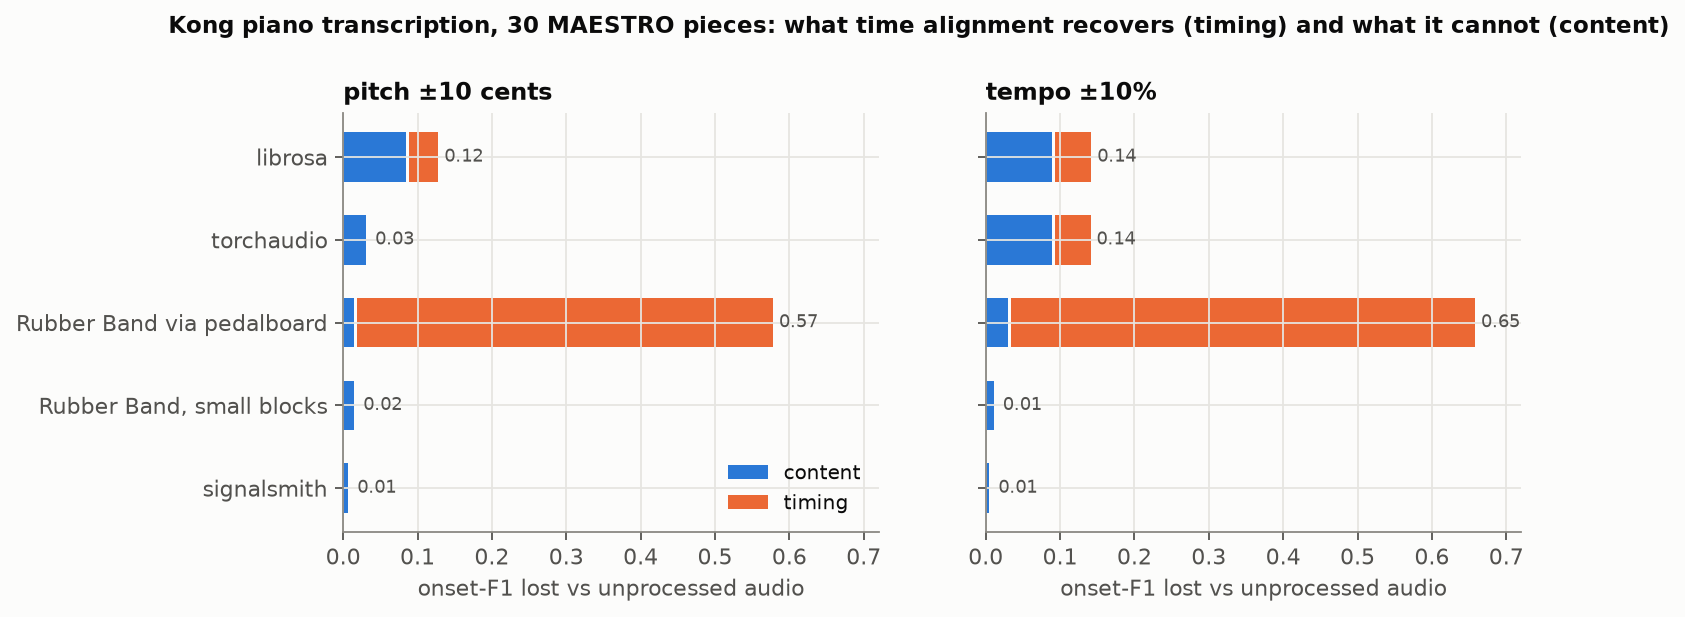 Kong piano transcription, 30 MAESTRO pieces: what time alignment recovers (timing) and what it cannot (content)
pitch ±10 cents
librosa
0.12
torchaudio
0.03
Rubber Band via pedalboard
0.57
Rubber Band, small blocks
0.02
signalsmith
0.01
content
timing
0.0 0.1 0.2 0.3 0.4 0.5 0.6 0.7
onset-F1 lost vs unprocessed audio
tempo ±10%
0.14
0.14
0.65
0.01
0.01
0.0 0.1 0.2 0.3 0.4 0.5 0.6 0.7
onset-F1 lost vs unprocessed audio